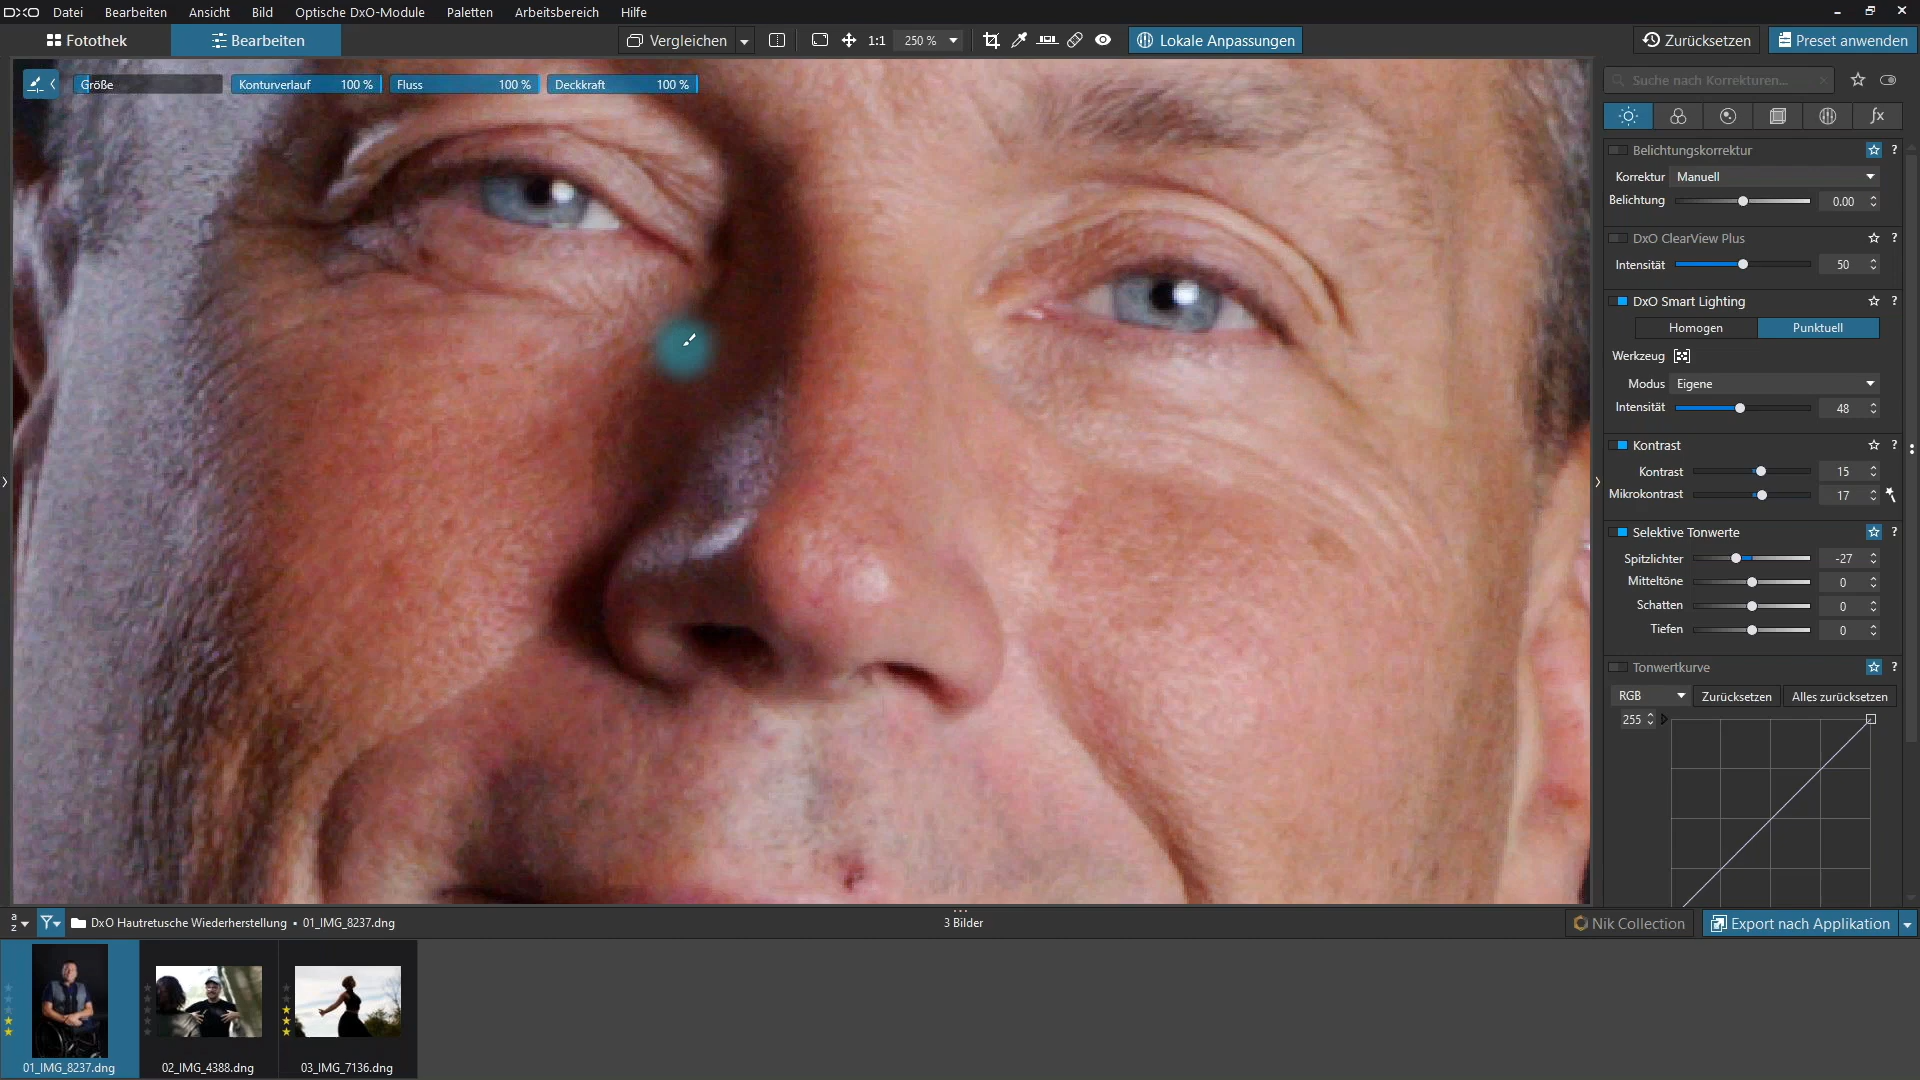 DXO Datei Bearbeiten Ansicht Bild Optische DxO-Module Paletten Arbeitsbereich Hilfe
Fotothek Bearbeiten Vergleichen 1:1 250 % Lokale Anpassungen Zurücksetzen Preset anwenden
Größe Konturverlauf 100 % Fluss 100 % Deckkraft 100 %
Suche nach Korrekturen...
fx
Belichtungskorrektur ?
Korrektur Manuell
Belichtung 0.00
DxO ClearView Plus ?
Intensität 50
DxO Smart Lighting ?
Homogen Punktuell
Werkzeug
Modus Eigene
Intensität 48
Kontrast ?
Kontrast 15
Mikrokontrast 17
Selektive Tonwerte ?
Spitzlichter -27
Mitteltöne 0
Schatten 0
Tiefen 0
Tonwertkurve ?
RGB Zurücksetzen Alles zurücksetzen
255
a
z
DxO Hautretusche Wiederherstellung • 01_IMG_8237.dng 3 Bilder Nik Collection Export nach Applikation
01_IMG_8237.dng 02_IMG_4388.dng 03_IMG_7136.dng